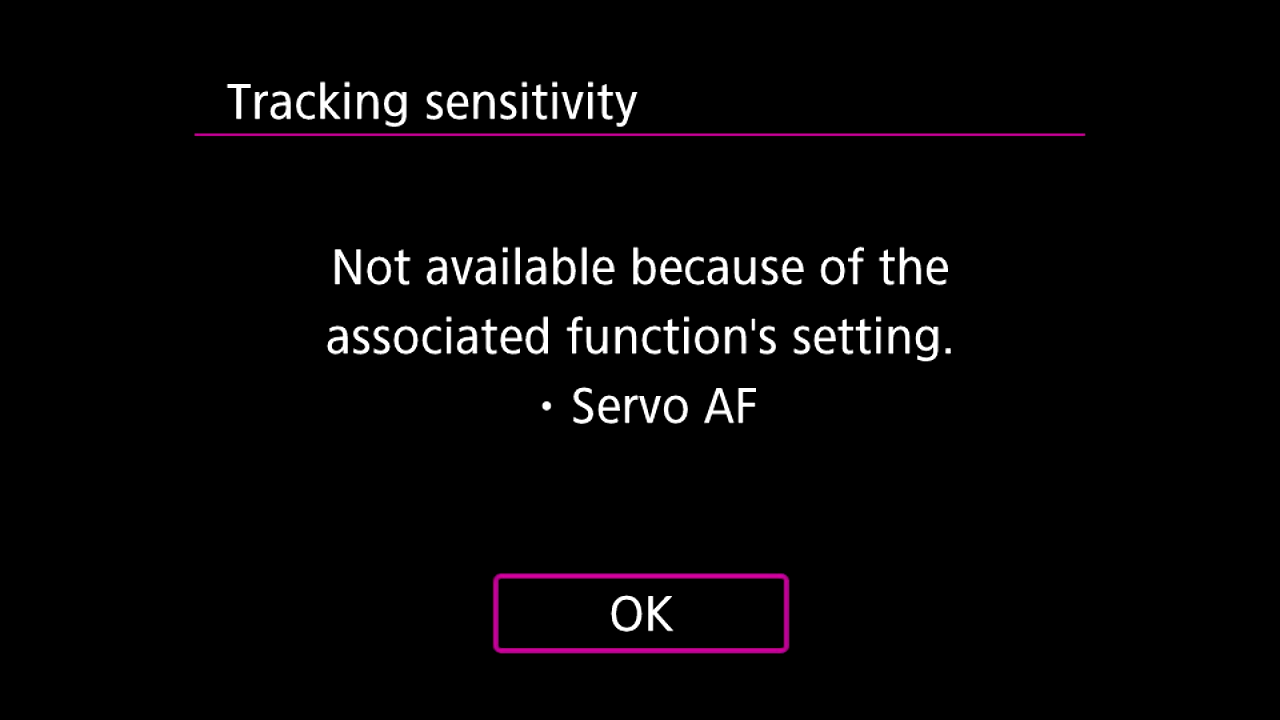 Tracking sensitivity
Not available because of the
associated function's setting.
• Servo AF
OK